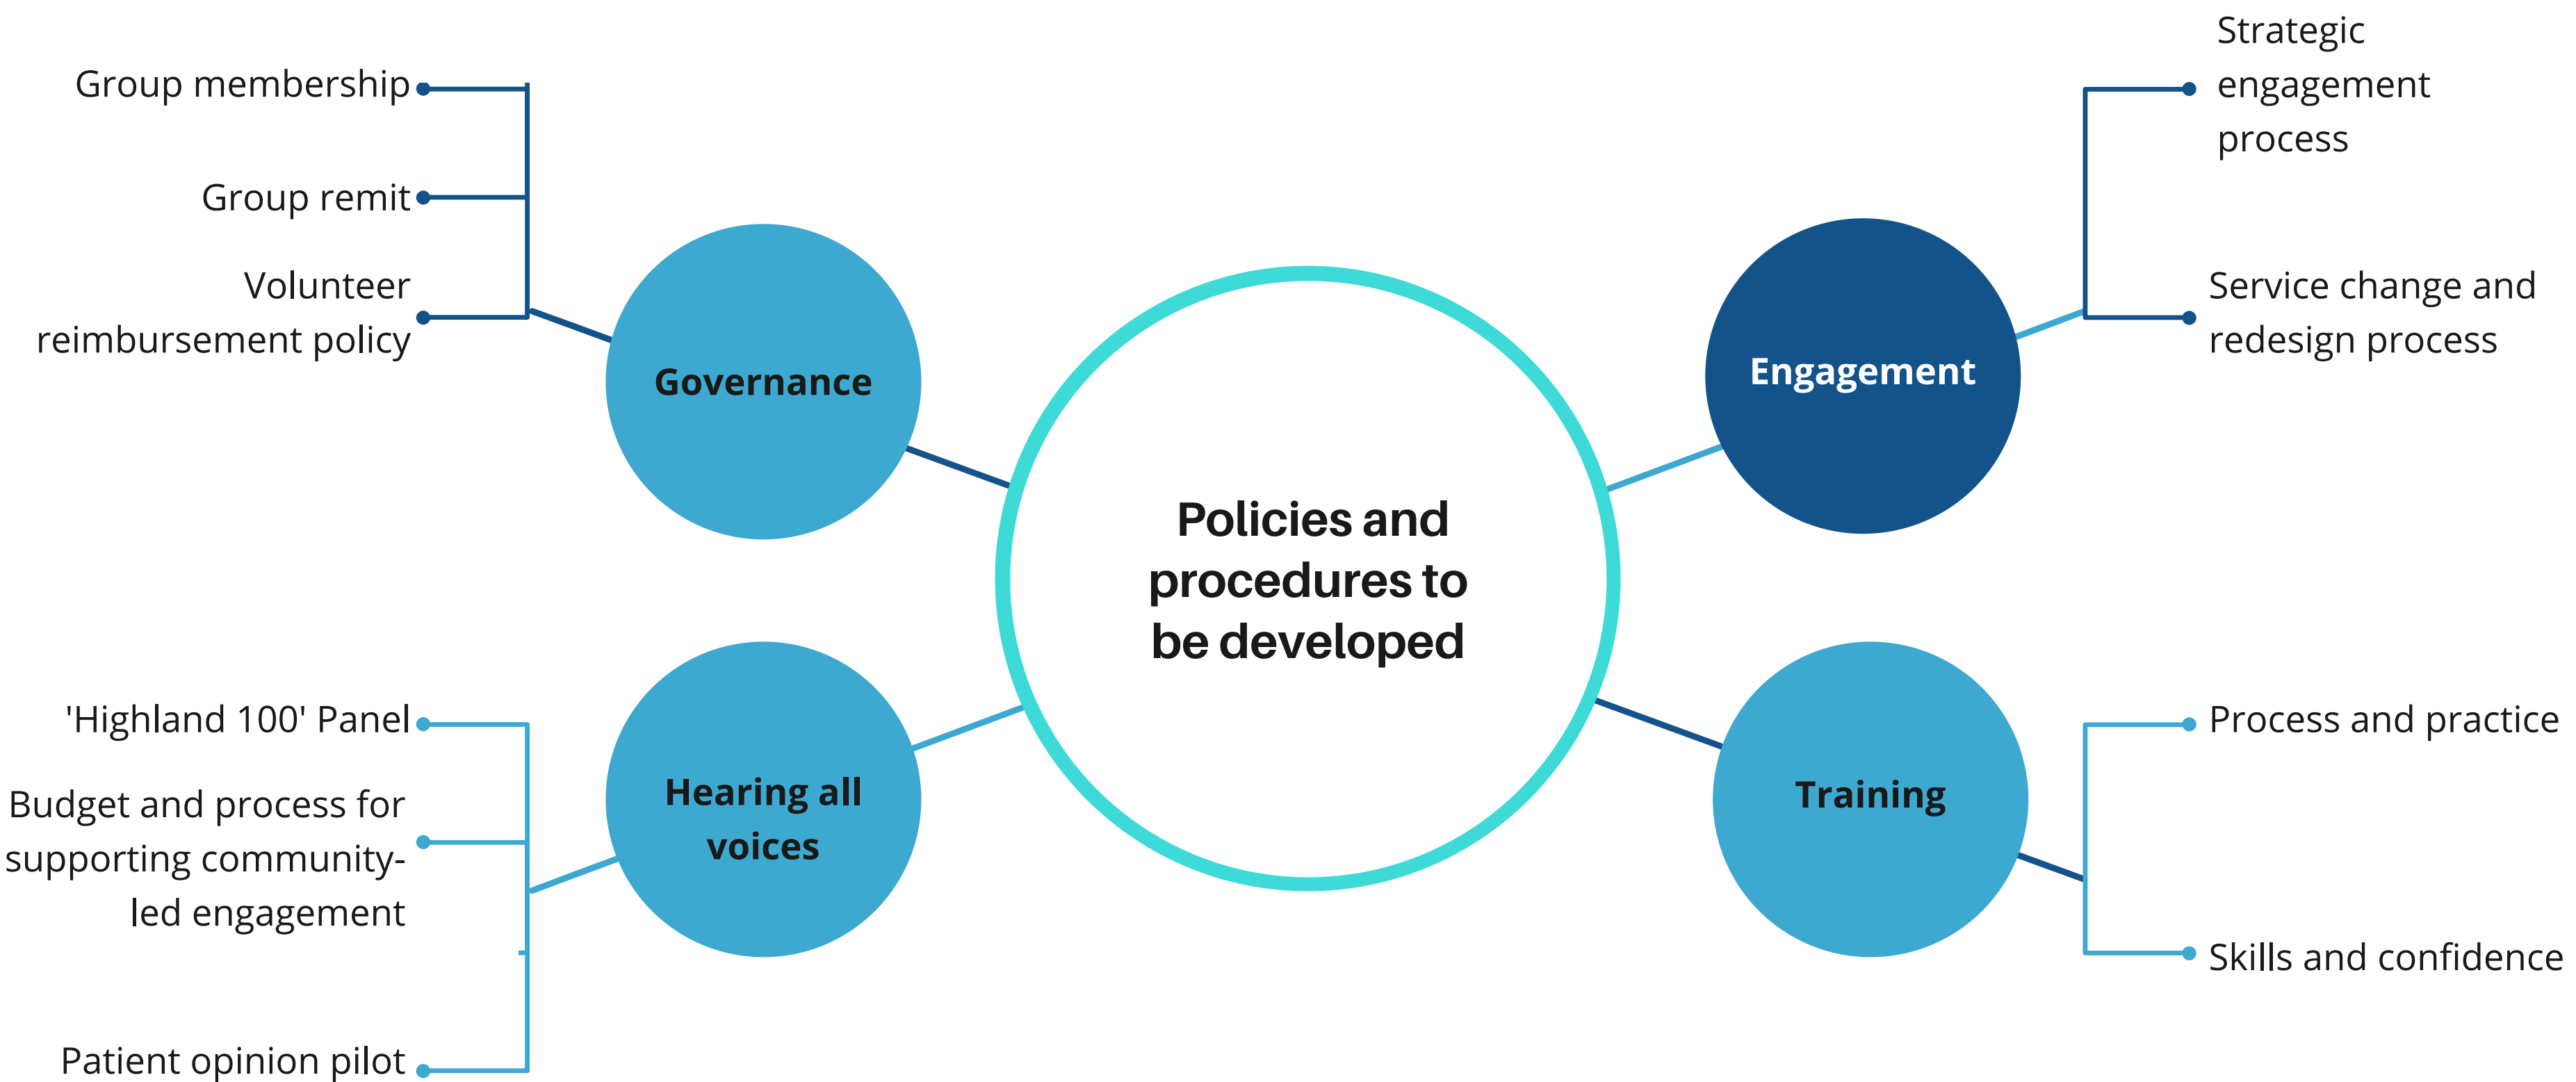 Group membership
Group remit
Volunteer
reimbursement policy
Governance
Strategic
engagement
process
Service change and
redesign process
Engagement
Policies and
procedures to
be developed
'Highland 100' Panel
Budget and process for
supporting community-
led engagement
Patient opinion pilot
Hearing all
voices
Process and practice
Skills and confidence
Training